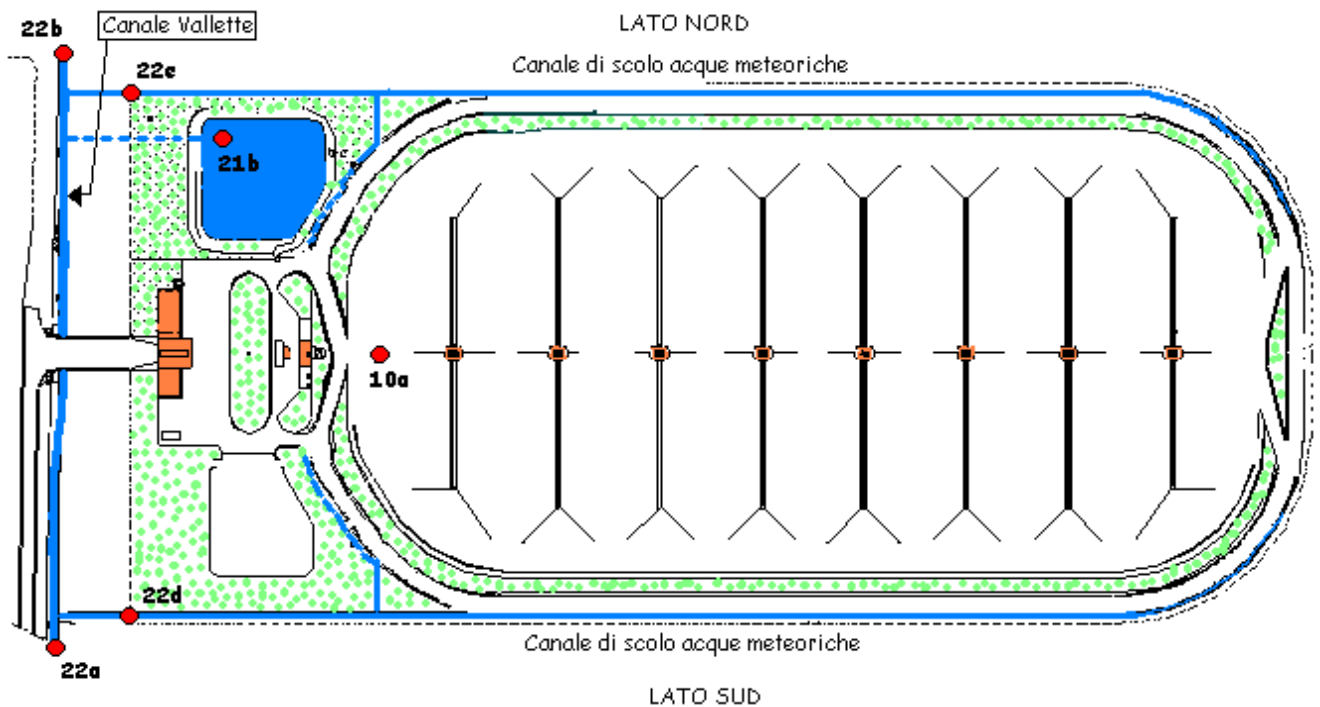 LATO NORD
22b
Canale Vallette
22c
Canale di scolo acque meteoriche
21b
10a
22d
Canale di scolo acque meteoriche
22a
LATO SUD